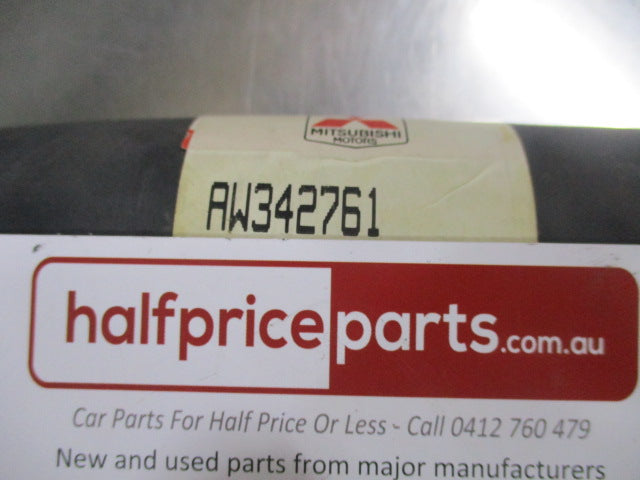 MITSUBISHI
MOTORS
AW342761
halfpriceparts.com.au
Car Parts For Half Price Or Less - Call 0412 760 479
New and used parts from major manufacturers